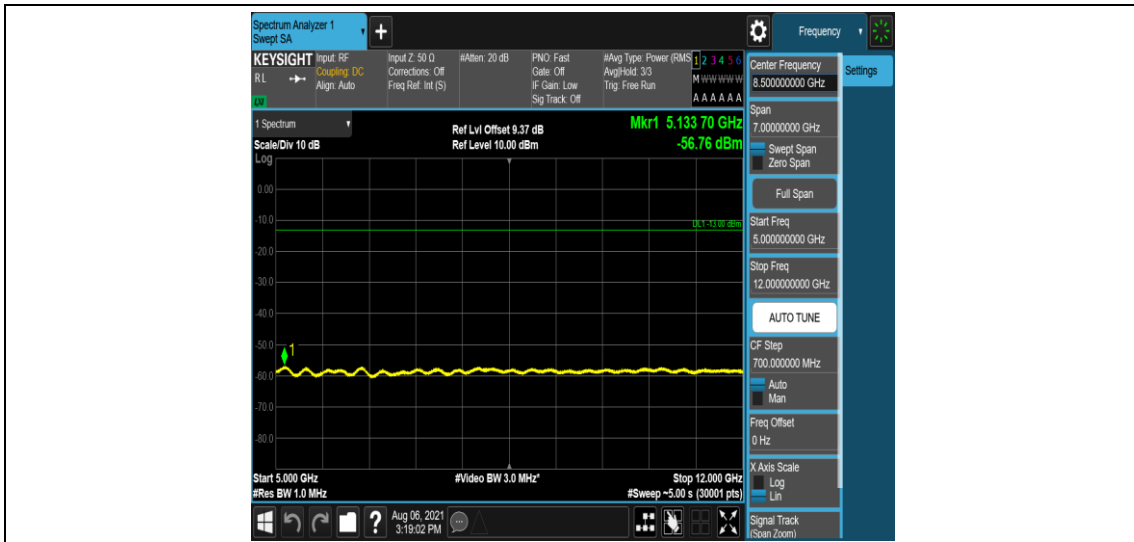 Spectrum Analyzer 1
Swept SA
+
Frequency
KEYSIGHT
RL
LM
Input: RF
Coupling: DC
Align: Auto
Input Z: 50 Ω
Corrections: Off
Freq Ref: Int (S)
#Atten: 20 dB
PNO: Fast
Gate: Off
IF Gain: Low
Sig Track: Off
#Avg Type: Power (RMS
Avg|Hold: 3/3
Trig: Free Run
1 2 3 4 5 6
M W W W W W
A A A A A A
1 Spectrum
Scale/Div 10 dB
Ref Lvl Offset 9.37 dB
Ref Level 10.00 dBm
Mkr1 5.133 70 GHz
-56.76 dBm
Log
0.00
-10.0
DL1 -13.00 dBm
-20.0
-30.0
-40.0
-50.0
1
-60.0
-70.0
-80.0
Start 5.000 GHz
#Res BW 1.0 MHz
#Video BW 3.0 MHz*
Stop 12.000 GHz
#Sweep ~5.00 s (30001 pts)
Center Frequency
8.500000000 GHz
Settings
Span
7.00000000 GHz
Swept Span
Zero Span
Full Span
Start Freq
5.000000000 GHz
Stop Freq
12.000000000 GHz
AUTO TUNE
CF Step
700.000000 MHz
Auto
Man
Freq Offset
0 Hz
X Axis Scale
Log
Lin
Signal Track
(Span Zoom)
?
Aug 06, 2021
3:19:02 PM